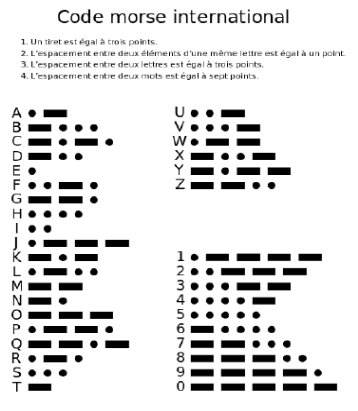 Code morse international
1. Un tiret est égal à trois points.
2. L'espacement entre deux éléments d'une même lettre est égal à un point.
3. L'espacement entre deux lettres est égal à trois points.
4. L'espacement entre deux mots est égal à sept points.
A
B
C
D
E
F
G
H
I
J
K
L
M
N
O
P
Q
R
S
T
U
V
W
X
Y
Z
1
2
3
4
5
6
7
8
9
0